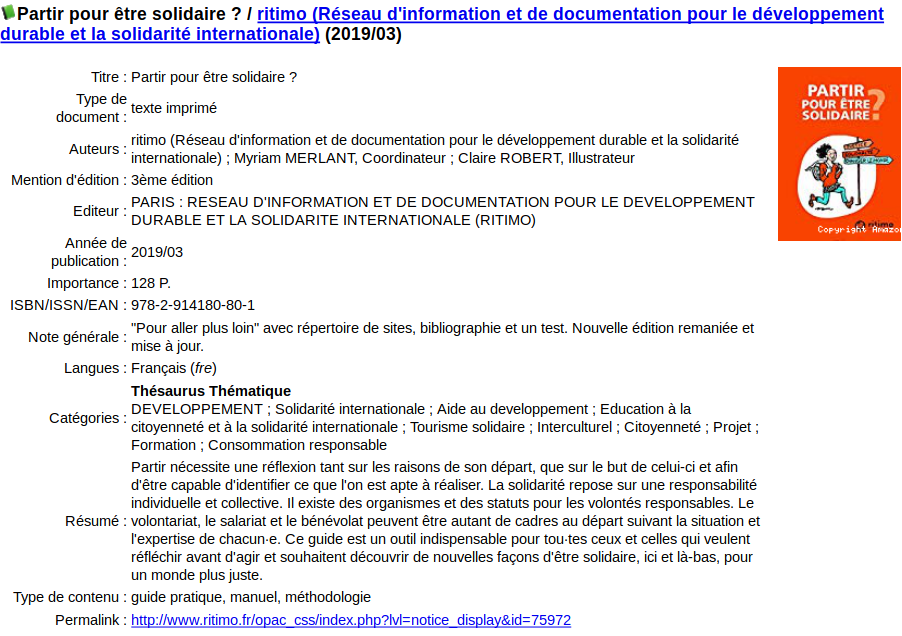 Partir pour être solidaire ? / ritimo (Réseau d'information et de documentation pour le développement
durable et la solidarité internationale) (2019/03)
Titre : Partir pour être solidaire ?
Type de
document : texte imprimé
Auteurs : ritimo (Réseau d'information et de documentation pour le développement durable et la solidarité
internationale) ; Myriam MERLANT, Coordinateur ; Claire ROBERT, Illustrateur
Mention d'édition : 3ème édition
Editeur : PARIS : RESEAU D'INFORMATION ET DE DOCUMENTATION POUR LE DEVELOPPEMENT
DURABLE ET LA SOLIDARITE INTERNATIONALE (RITIMO)
Année de
publication : 2019/03
Importance : 128 P.
ISBN/ISSN/EAN : 978-2-914180-80-1
Note générale : "Pour aller plus loin" avec répertoire de sites, bibliographie et un test. Nouvelle édition remaniée et
mise à jour.
Langues : Français (fre)
Catégories : Thésaurus Thématique
DEVELOPPEMENT ; Solidarité internationale ; Aide au developpement ; Education à la
citoyenneté et à la solidarité internationale ; Tourisme solidaire ; Interculturel ; Citoyenneté ; Projet ;
Formation ; Consommation responsable
Résumé : Partir nécessite une réflexion tant sur les raisons de son départ, que sur le but de celui-ci et afin
d'être capable d'identifier ce que l'on est apte à réaliser. La solidarité repose sur une responsabilité
individuelle et collective. Il existe des organismes et des statuts pour les volontés responsables. Le
volontariat, le salariat et le bénévolat peuvent être autant de cadres au départ suivant la situation et
l'expertise de chacun·e. Ce guide est un outil indispensable pour tou·tes ceux et celles qui veulent
réfléchir avant d'agir et souhaitent découvrir de nouvelles façons d'être solidaire, ici et là-bas, pour
un monde plus juste.
Type de contenu : guide pratique, manuel, méthodologie
Permalink : http://www.ritimo.fr/opac_css/index.php?lvl=notice_display&id=75972
PARTIR
POUR ÊTRE
SOLIDAIRE ?
ritimo
Copyright Amazon